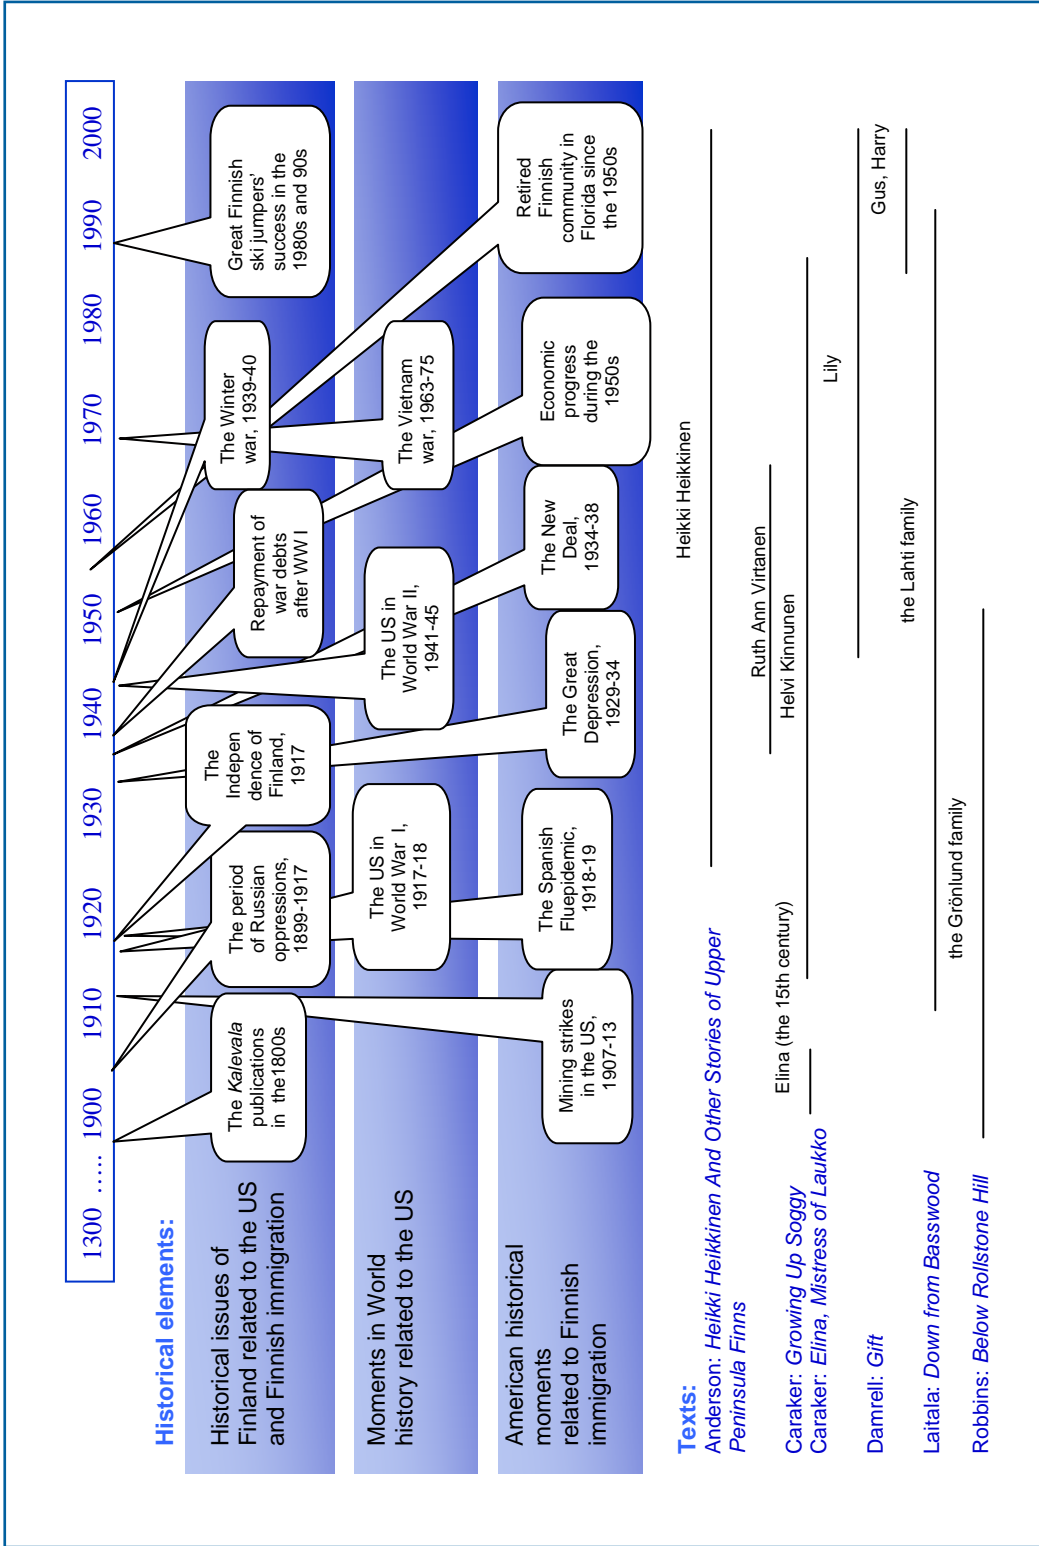 1300 ..... 1900 1910 1920 1930 1940 1950 1960 1970 1980 1990 2000
Historical elements:
Historical issues of
Finland related to the US
and Finnish immigration
The Kalevala
publications
in the1800s
The period
of Russian
oppressions,
1899-1917
The
Indepen
dence of
Finland,
1917
Repayment of
war debts
after WW I
The Winter
war, 1939-40
Great Finnish
ski jumpers'
success in the
1980s and 90s
Moments in World
history related to the US
The US in
World War I,
1917-18
The US in
World War II,
1941-45
The Vietnam
war, 1963-75
American historical
moments
related to Finnish
immigration
Mining strikes
in the US,
1907-13
The Spanish
Fluepidemic,
1918-19
The Great
Depression,
1929-34
The New
Deal,
1934-38
Economic
progress
during the
1950s
Retired
Finnish
community in
Florida since
the 1950s
Texts:
Anderson: Heikki Heikkinen And Other Stories of Upper
Peninsula Finns
Heikki Heikkinen
Caraker: Growing Up Soggy
Ruth Ann Virtanen
Caraker: Elina, Mistress of Laukko
Elina (the 15th century)
Helvi Kinnunen
Damrell: Gift
Lily
Gus, Harry
Laitala: Down from Basswood
the Lahti family
Robbins: Below Rollstone Hill
the Grönlund family